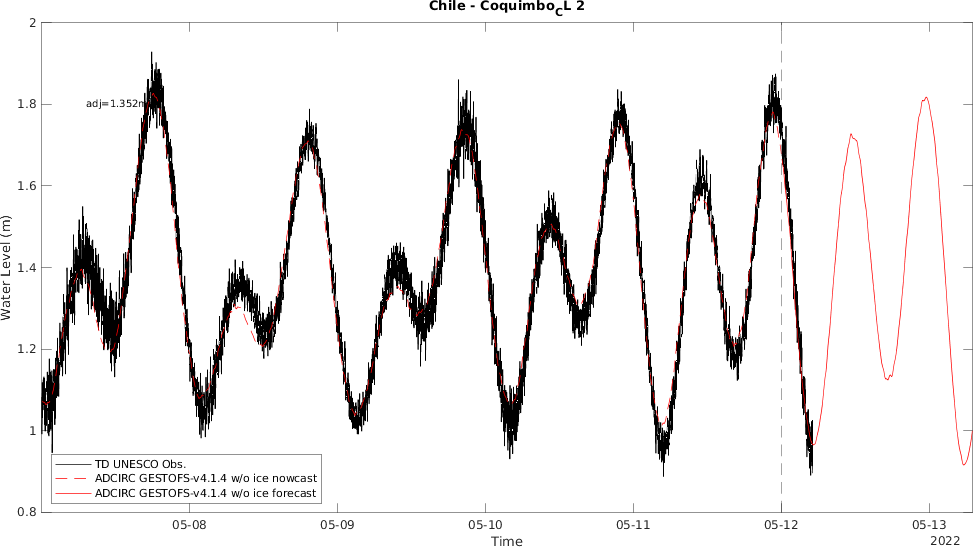 Chile - Coquimbo_CL 2
2
1.8
1.6
1.4
1.2
1
0.8
Water Level (m)
adj=1.352m
TD UNESCO Obs.
ADCIRC GESTOFS-v4.1.4 w/o ice nowcast
ADCIRC GESTOFS-v4.1.4 w/o ice forecast
05-08 05-09 05-10 05-11 05-12 05-13
Time
2022